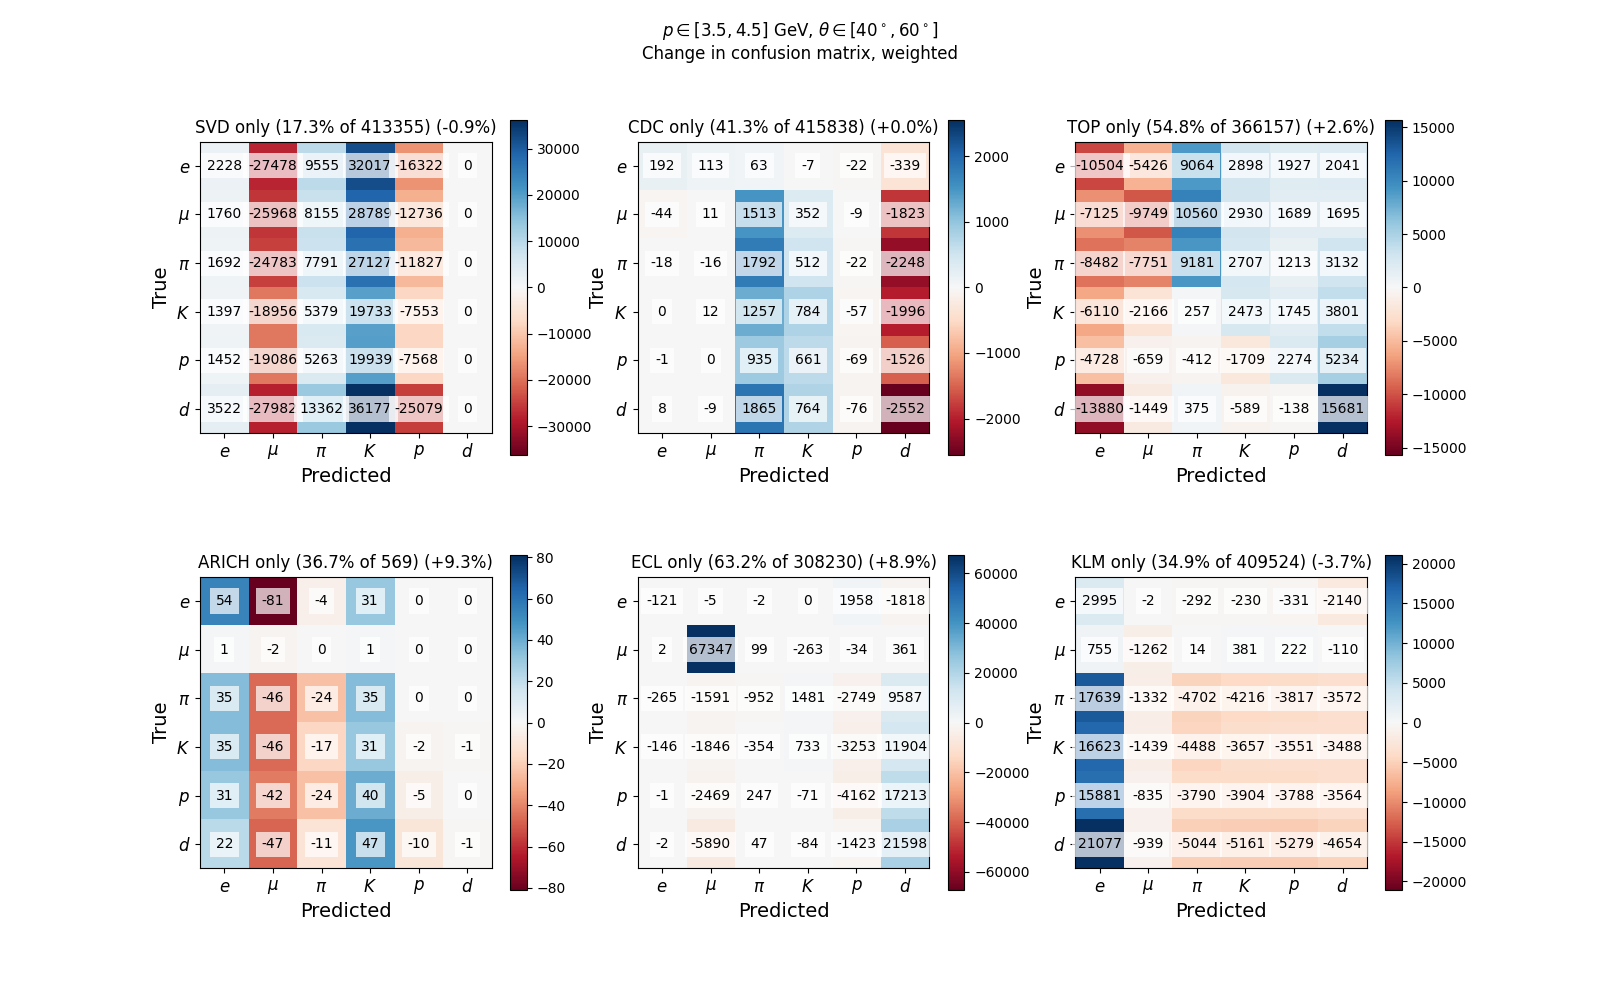 p ∈ [3.5, 4.5] GeV, θ ∈ [40°, 60°]
Change in confusion matrix, weighted
SVD only (17.3% of 413355) (-0.9%)
True
e 2228 -27478 9555 32017 -16322 0
μ 1760 -25968 8155 28789 -12736 0
π 1692 -24783 7791 27127 -11827 0
K 1397 -18956 5379 19733 -7553 0
p 1452 -19086 5263 19939 -7568 0
d 3522 -27982 13362 36177 -25079 0
e μ π K p d
Predicted
30000
20000
10000
0
−10000
−20000
−30000
CDC only (41.3% of 415838) (+0.0%)
True
e 192 113 63 -7 -22 -339
μ -44 11 1513 352 -9 -1823
π -18 -16 1792 512 -22 -2248
K 0 12 1257 784 -57 -1996
p -1 0 935 661 -69 -1526
d 8 -9 1865 764 -76 -2552
e μ π K p d
Predicted
2000
1000
0
−1000
−2000
TOP only (54.8% of 366157) (+2.6%)
True
e -10504 -5426 9064 2898 1927 2041
μ -7125 -9749 10560 2930 1689 1695
π -8482 -7751 9181 2707 1213 3132
K -6110 -2166 257 2473 1745 3801
p -4728 -659 -412 -1709 2274 5234
d -13880 -1449 375 -589 -138 15681
e μ π K p d
Predicted
15000
10000
5000
0
−5000
−10000
−15000
ARICH only (36.7% of 569) (+9.3%)
True
e 54 -81 -4 31 0 0
μ 1 -2 0 1 0 0
π 35 -46 -24 35 0 0
K 35 -46 -17 31 -2 -1
p 31 -42 -24 40 -5 0
d 22 -47 -11 47 -10 -1
e μ π K p d
Predicted
80
60
40
20
0
−20
−40
−60
−80
ECL only (63.2% of 308230) (+8.9%)
True
e -121 -5 -2 0 1958 -1818
μ 2 67347 99 -263 -34 361
π -265 -1591 -952 1481 -2749 9587
K -146 -1846 -354 733 -3253 11904
p -1 -2469 247 -71 -4162 17213
d -2 -5890 47 -84 -1423 21598
e μ π K p d
Predicted
60000
40000
20000
0
−20000
−40000
−60000
KLM only (34.9% of 409524) (-3.7%)
True
e 2995 -2 -292 -230 -331 -2140
μ 755 -1262 14 381 222 -110
π 17639 -1332 -4702 -4216 -3817 -3572
K 16623 -1439 -4488 -3657 -3551 -3488
p 15881 -835 -3790 -3904 -3788 -3564
d 21077 -939 -5044 -5161 -5279 -4654
e μ π K p d
Predicted
20000
15000
10000
5000
0
−5000
−10000
−15000
−20000